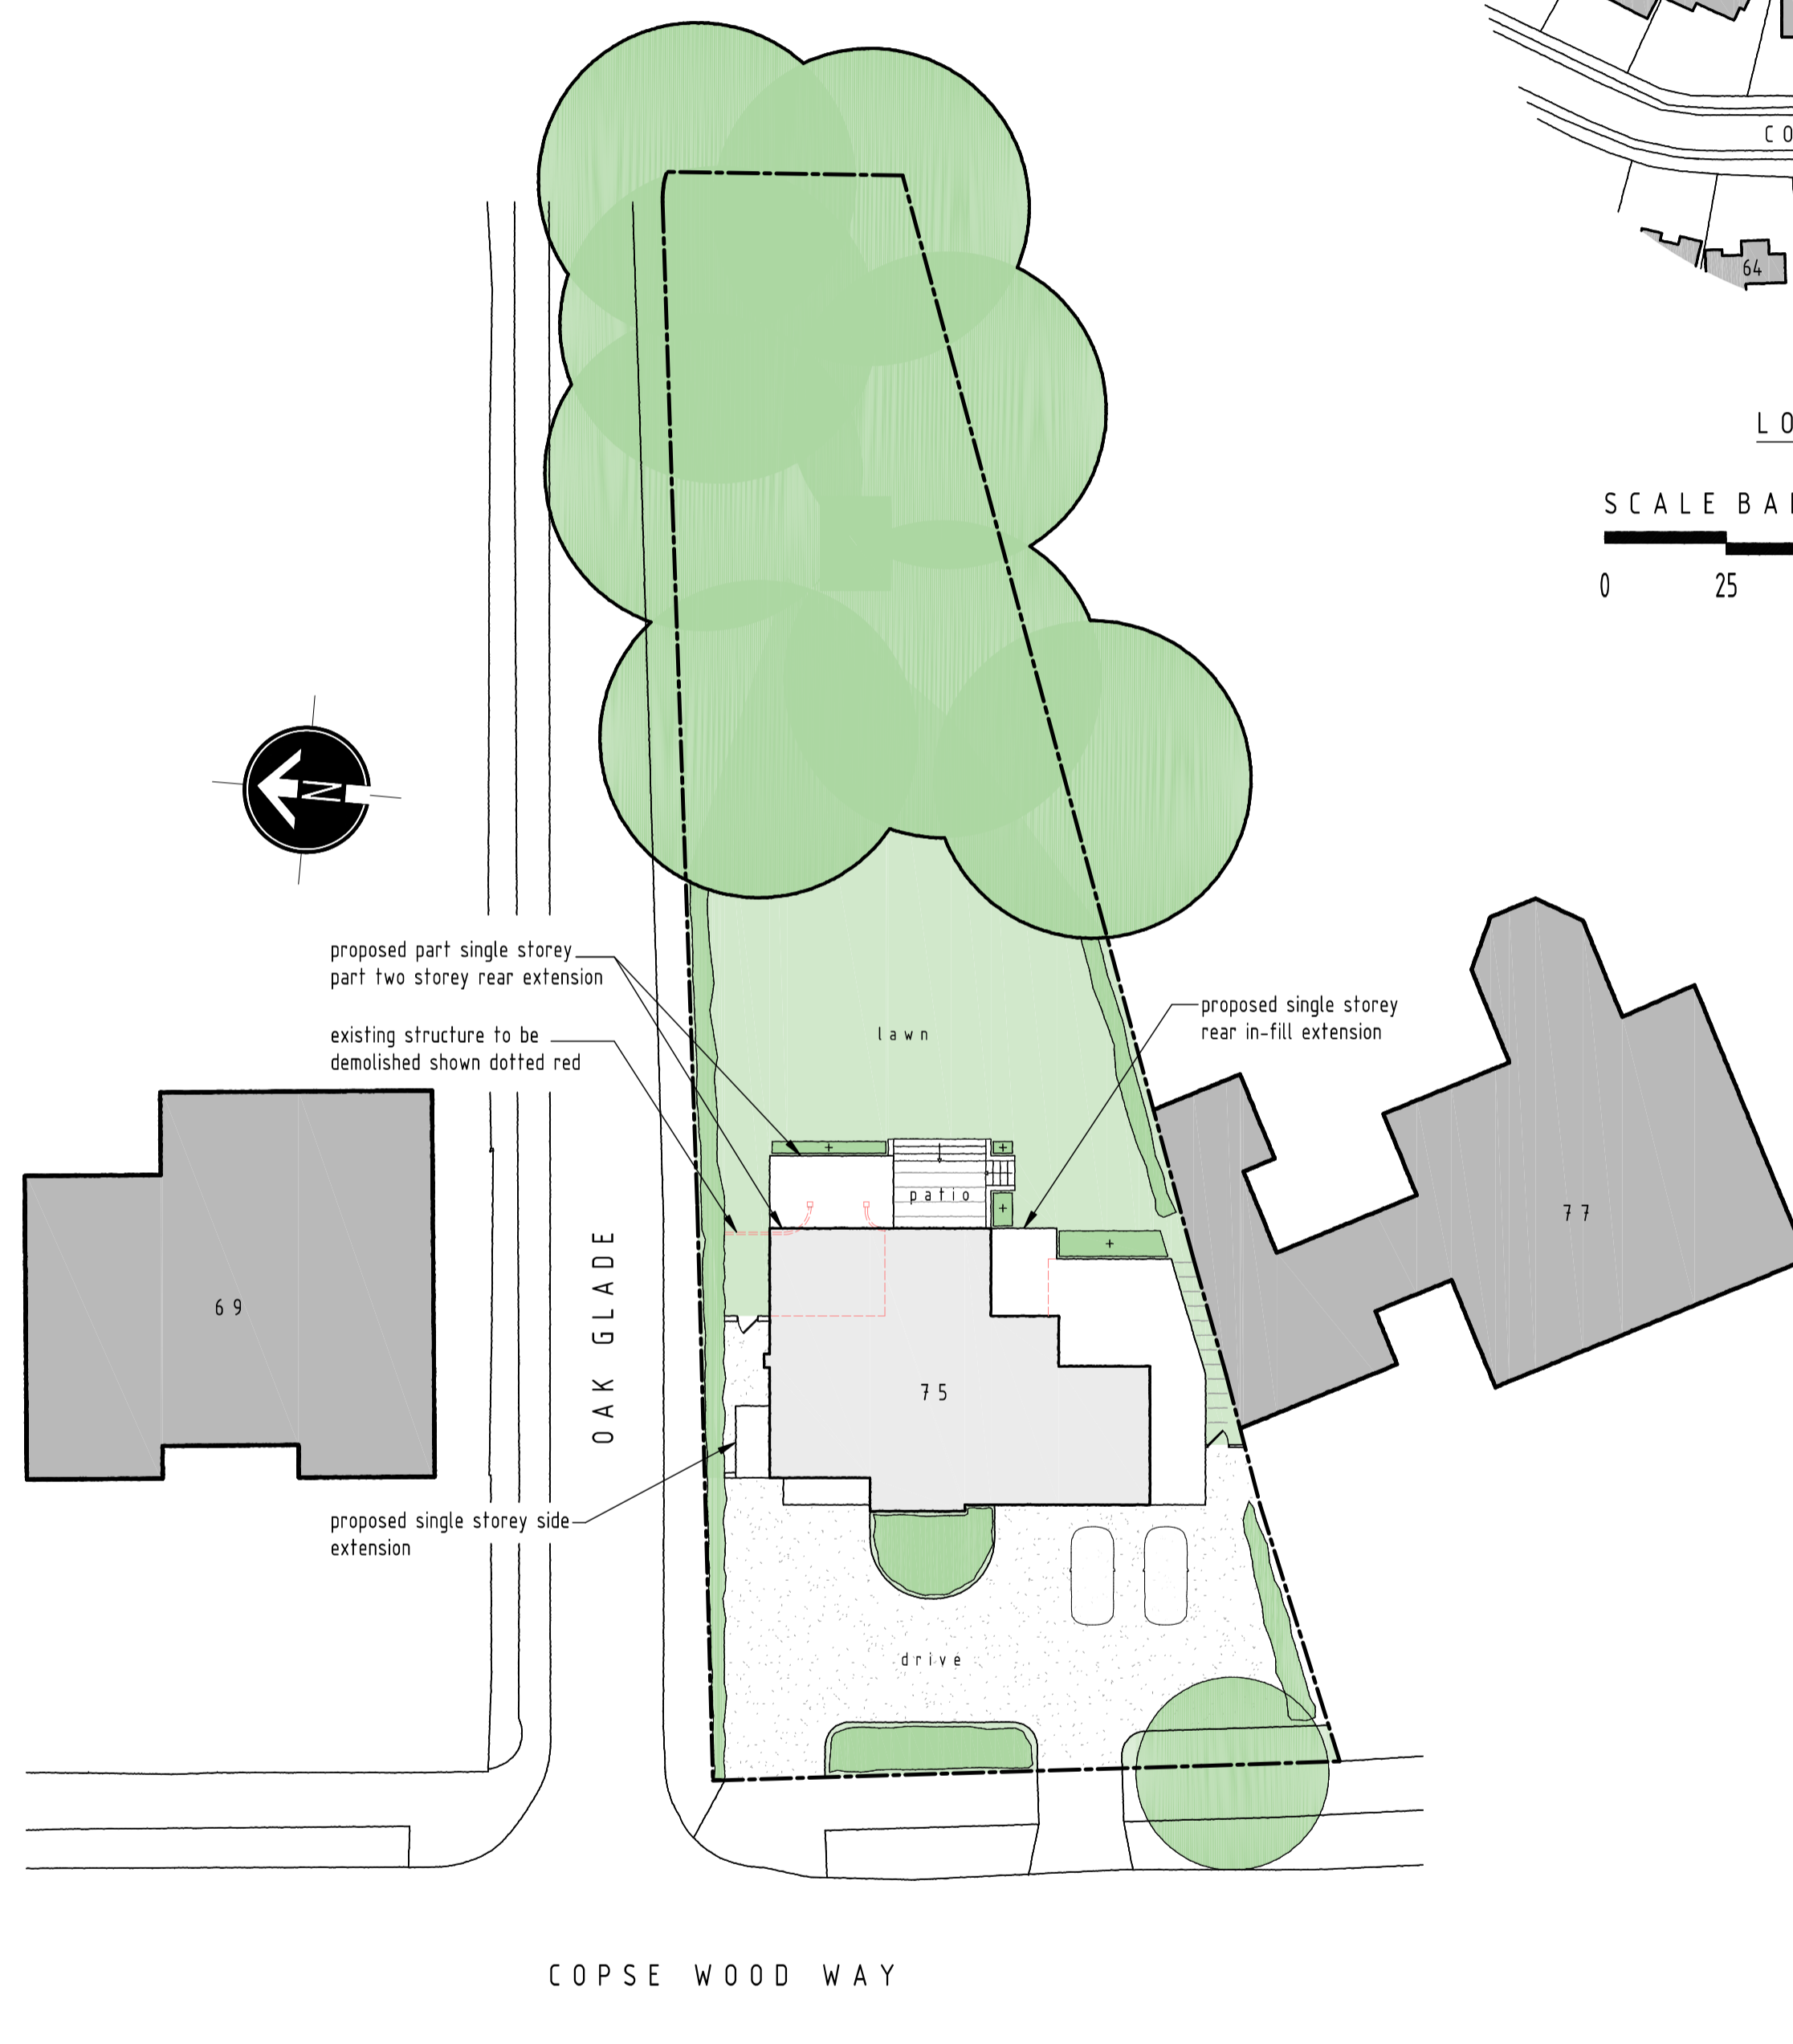 CO
64
LO
SCALE BAR
0 25
N
proposed part single storey
part two storey rear extension
existing structure to be
demolished shown dotted red
proposed single storey
rear in-fill extension
lawn
patio
77
69
OAK GLADE
75
proposed single storey side
extension
drive
COPSE WOOD WAY